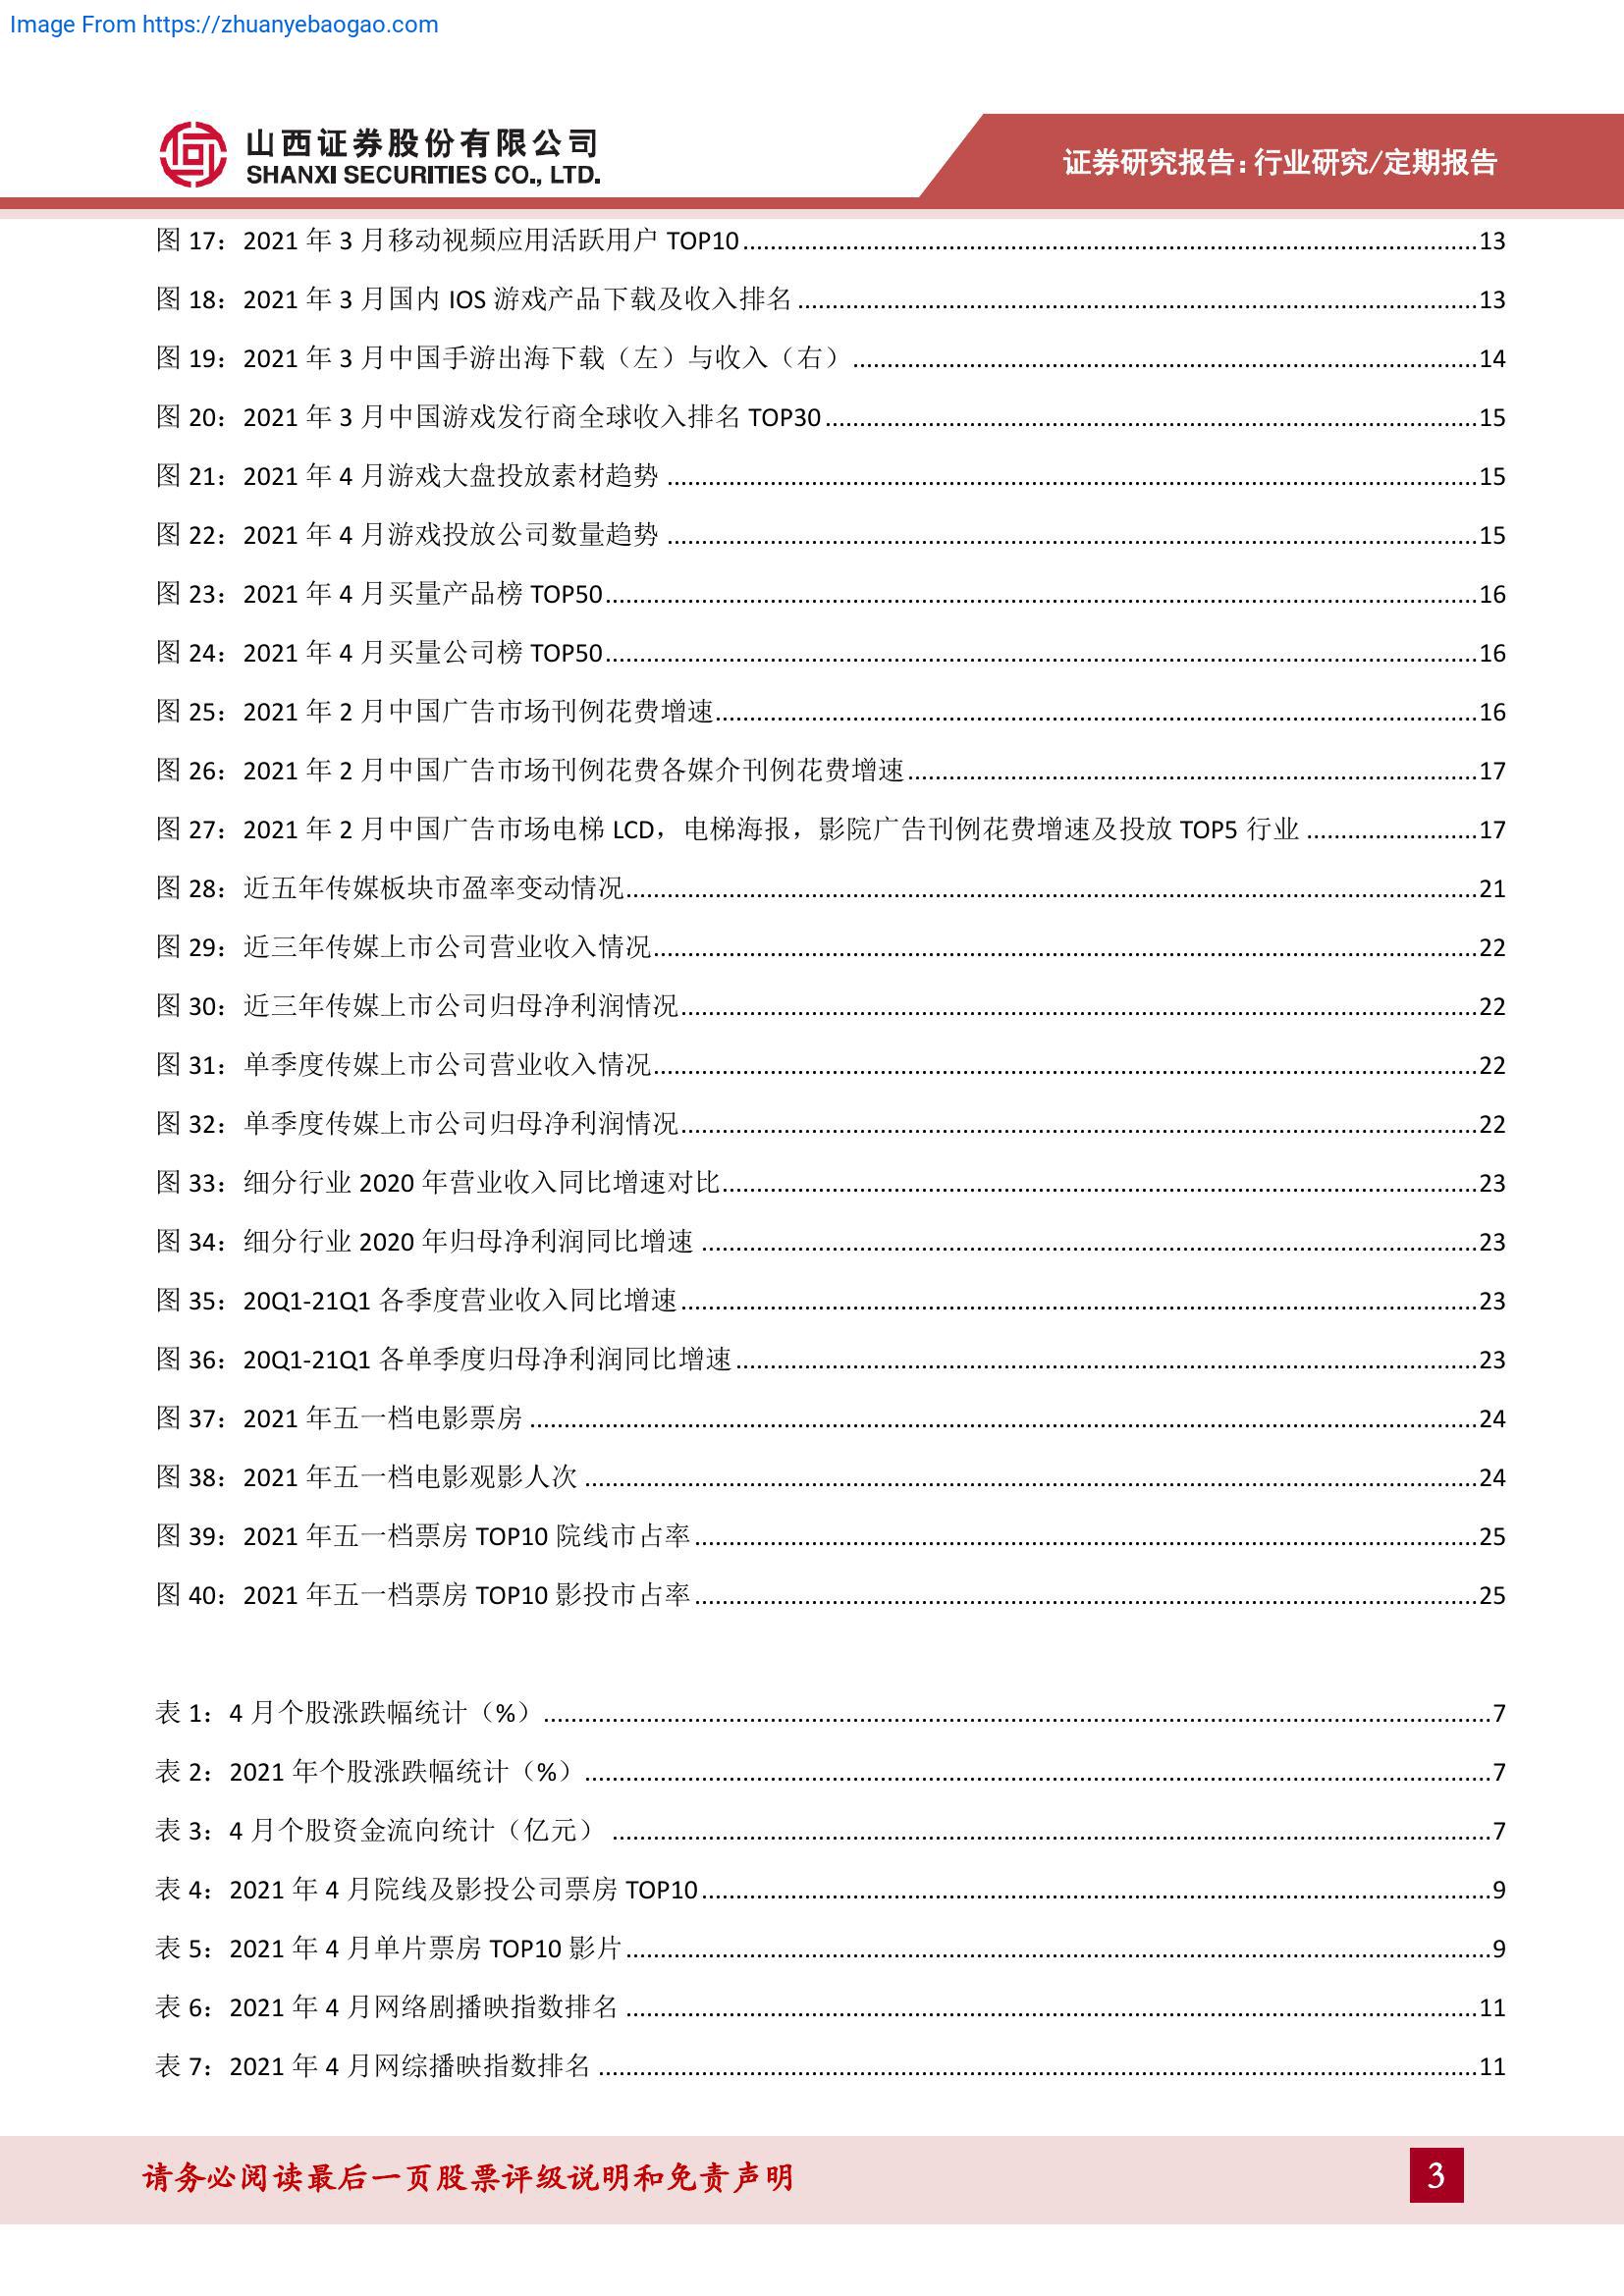 Image From https://zhuanyebaogao.com
山西证券股份有限公司
SHANXI SECURITIES CO., LTD.
证券研究报告：行业研究/定期报告
图 17：2021 年 3 月移动视频应用活跃用户 TOP10....................13
图 18：2021 年 3 月国内 IOS 游戏产品下载及收入排名....................13
图 19：2021 年 3 月中国手游出海下载（左）与收入（右）....................14
图 20：2021 年 3 月中国游戏发行商全球收入排名 TOP30....................15
图 21：2021 年 4 月游戏大盘投放素材趋势....................15
图 22：2021 年 4 月游戏投放公司数量趋势....................15
图 23：2021 年 4 月买量产品榜 TOP50....................16
图 24：2021 年 4 月买量公司榜 TOP50....................16
图 25：2021 年 2 月中国广告市场刊例花费增速....................16
图 26：2021 年 2 月中国广告市场刊例花费各媒介刊例花费增速....................17
图 27：2021 年 2 月中国广告市场电梯 LCD，电梯海报，影院广告刊例花费增速及投放 TOP5 行业....................17
图 28：近五年传媒板块市盈率变动情况....................21
图 29：近三年传媒上市公司营业收入情况....................22
图 30：近三年传媒上市公司归母净利润情况....................22
图 31：单季度传媒上市公司营业收入情况....................22
图 32：单季度传媒上市公司归母净利润情况....................22
图 33：细分行业 2020 年营业收入同比增速对比....................23
图 34：细分行业 2020 年归母净利润同比增速....................23
图 35：20Q1-21Q1 各季度营业收入同比增速....................23
图 36：20Q1-21Q1 各单季度归母净利润同比增速....................23
图 37：2021 年五一档电影票房....................24
图 38：2021 年五一档电影观影人次....................24
图 39：2021 年五一档票房 TOP10 院线市占率....................25
图 40：2021 年五一档票房 TOP10 影投市占率....................25
表 1：4 月个股涨跌幅统计（%）....................7
表 2：2021 年个股涨跌幅统计（%）....................7
表 3：4 月个股资金流向统计（亿元）....................7
表 4：2021 年 4 月院线及影投公司票房 TOP10....................9
表 5：2021 年 4 月单片票房 TOP10 影片....................9
表 6：2021 年 4 月网络剧播映指数排名....................11
表 7：2021 年 4 月网综播映指数排名....................11
请务必阅读最后一页股票评级说明和免责声明
3